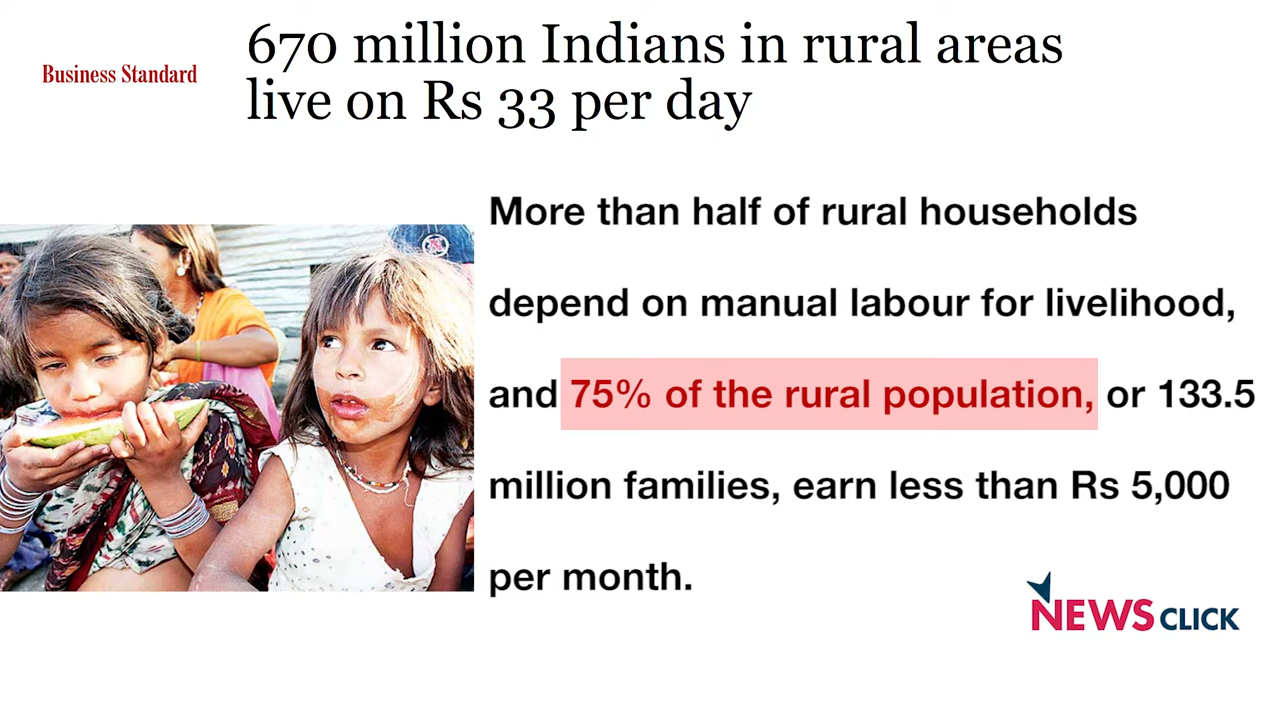 Business Standard
670 million Indians in rural areas
live on Rs 33 per day
More than half of rural households
depend on manual labour for livelihood,
and 75% of the rural population, or 133.5
million families, earn less than Rs 5,000
per month.
NEWS CLICK